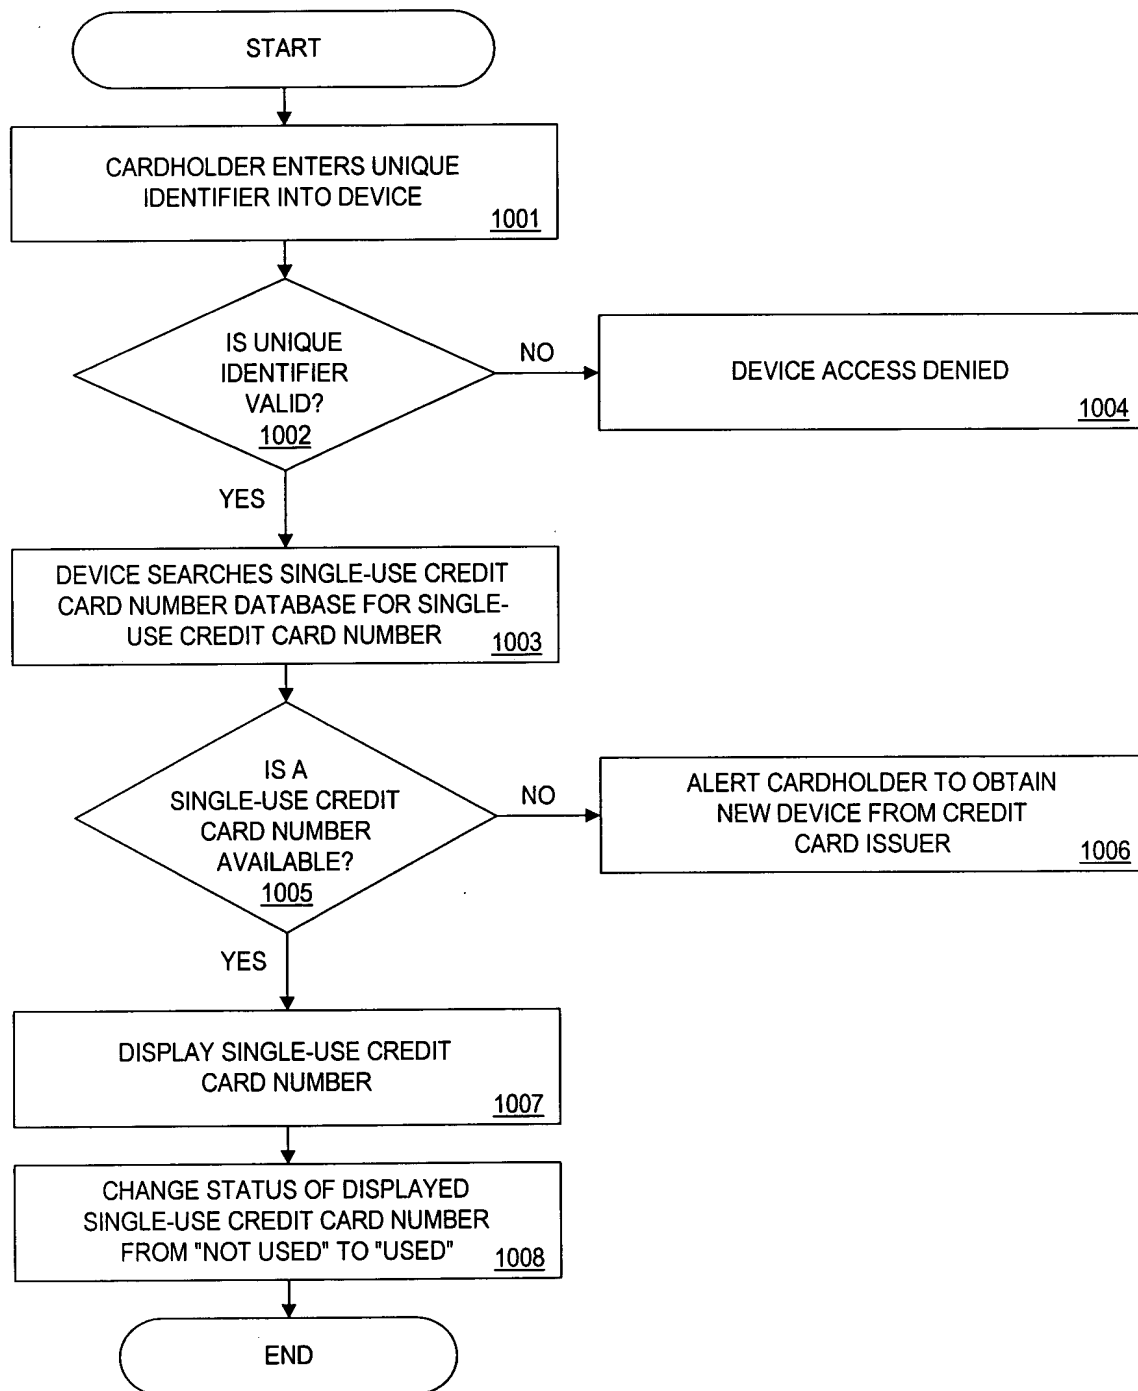 START
CARDHOLDER ENTERS UNIQUE
IDENTIFIER INTO DEVICE
1001
IS UNIQUE
IDENTIFIER
VALID?
1002
NO
DEVICE ACCESS DENIED
1004
YES
DEVICE SEARCHES SINGLE-USE CREDIT
CARD NUMBER DATABASE FOR SINGLE-
USE CREDIT CARD NUMBER
1003
IS A
SINGLE-USE CREDIT
CARD NUMBER
AVAILABLE?
1005
NO
ALERT CARDHOLDER TO OBTAIN
NEW DEVICE FROM CREDIT
CARD ISSUER
1006
YES
DISPLAY SINGLE-USE CREDIT
CARD NUMBER
1007
CHANGE STATUS OF DISPLAYED
SINGLE-USE CREDIT CARD NUMBER
FROM "NOT USED" TO "USED"
1008
END